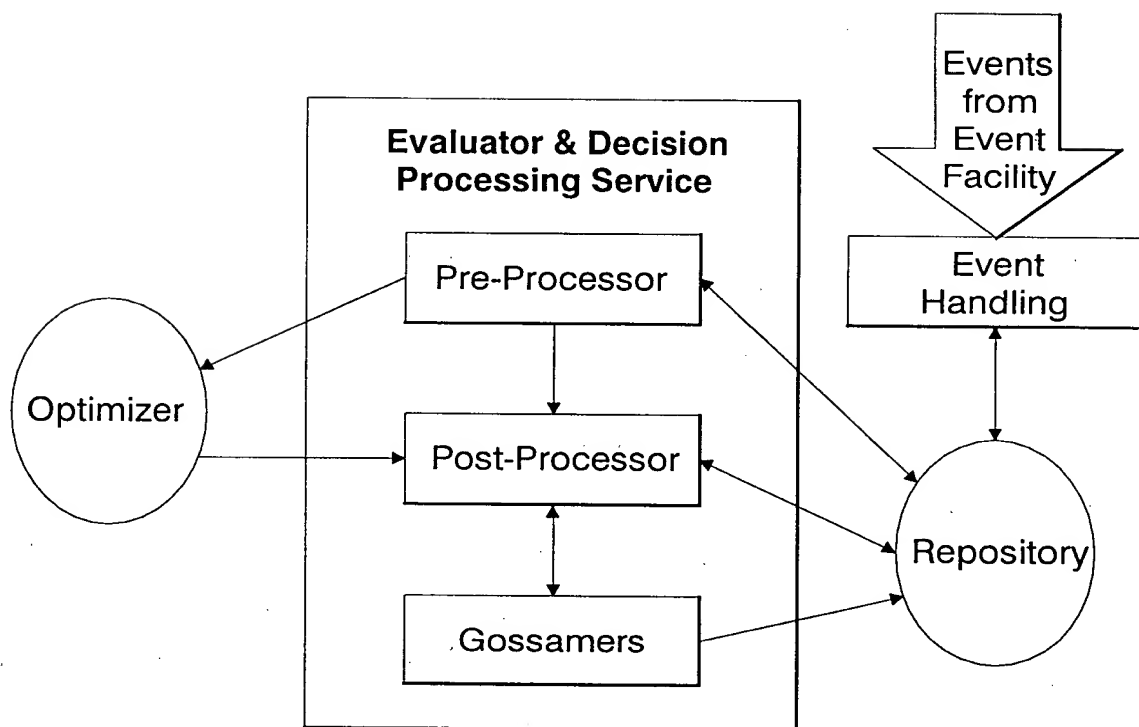 Events
from
Event
Facility
Evaluator & Decision
Processing Service
Pre-Processor
Event
Handling
Optimizer
Post-Processor
Repository
Gossamers